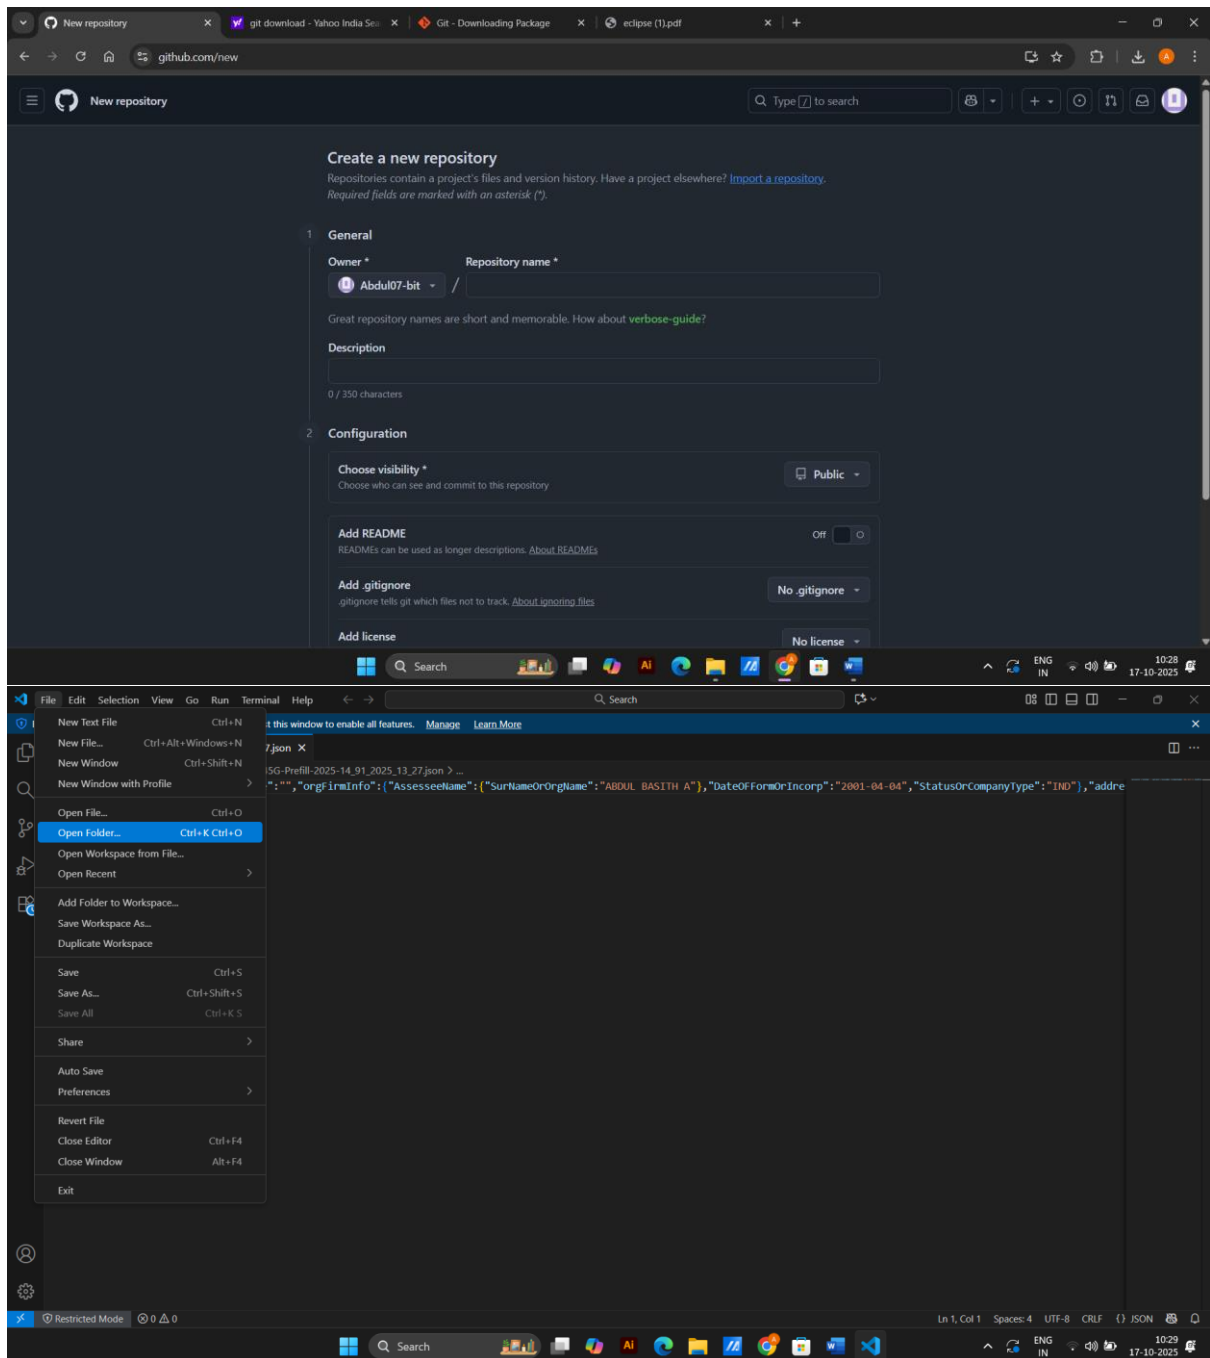 New repository
git download - Yahoo India Sea
Git - Downloading Package
eclipse (1).pdf
github.com/new
A
New repository
Type / to search
Create a new repository
Repositories contain a project's files and version history. Have a project elsewhere? Import a repository.
Required fields are marked with an asterisk (*).
1 General
Owner * Repository name *
Abdul07-bit /
Great repository names are short and memorable. How about verbose-guide?
Description
0 / 350 characters
2 Configuration
Choose visibility * Public
Choose who can see and commit to this repository
Add README Off
READMEs can be used as longer descriptions. About READMEs
Add .gitignore No .gitignore
.gitignore tells git which files not to track. About ignoring files
Add license No license
Search Ai ENG IN 10:28 17-10-2025
File Edit Selection View Go Run Terminal Help Search
t this window to enable all features. Manage Learn More
New Text File Ctrl+N
New File... Ctrl+Alt+Windows+N
7.json
New Window Ctrl+Shift+N
ISG-Prefill-2025-14_91_2025_13_27.json > ...
New Window with Profile
":"","orgFirmInfo":{"AssesseeName":{"SurNameOrOrgName":"ABDUL BASITH A"},"DateOFFormOrIncorp":"2001-04-04","StatusOrCompanyType":"IND"},"addre
Open File... Ctrl+O
Open Folder... Ctrl+K Ctrl+O
Open Workspace from File...
Open Recent
Add Folder to Workspace...
Save Workspace As...
Duplicate Workspace
Save Ctrl+S
Save As... Ctrl+Shift+S
Save All Ctrl+K S
Share
Auto Save
Preferences
Revert File
Close Editor Ctrl+F4
Close Window Alt+F4
Exit
Restricted Mode 0 0 Ln 1, Col 1 Spaces: 4 UTF-8 CRLF {} JSON
Search Ai ENG IN 10:29 17-10-2025